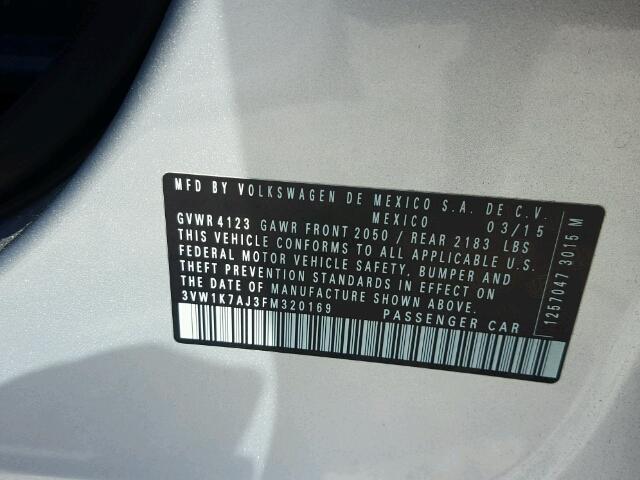 MFD BY VOLKSWAGEN DE MEXICO S.A. DE C.V.
MEXICO 03/15
GVWR 4123 GAWR FRONT 2050 / REAR 2183 LBS
THIS VEHICLE CONFORMS TO ALL APPLICABLE U.S.
FEDERAL MOTOR VEHICLE SAFETY, BUMPER AND
THEFT PREVENTION STANDARDS IN EFFECT ON
THE DATE OF MANUFACTURE SHOWN ABOVE.
3VW1K7AJ3FM320169 PASSENGER CAR
1257047 3015 M